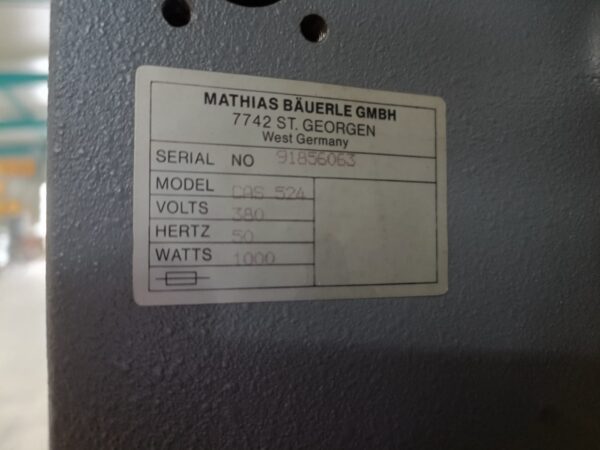 MATHIAS BÄUERLE GMBH
7742 ST. GEORGEN
West Germany
SERIAL NO 91856063
MODEL CAS 524
VOLTS 380
HERTZ 50
WATTS 1000